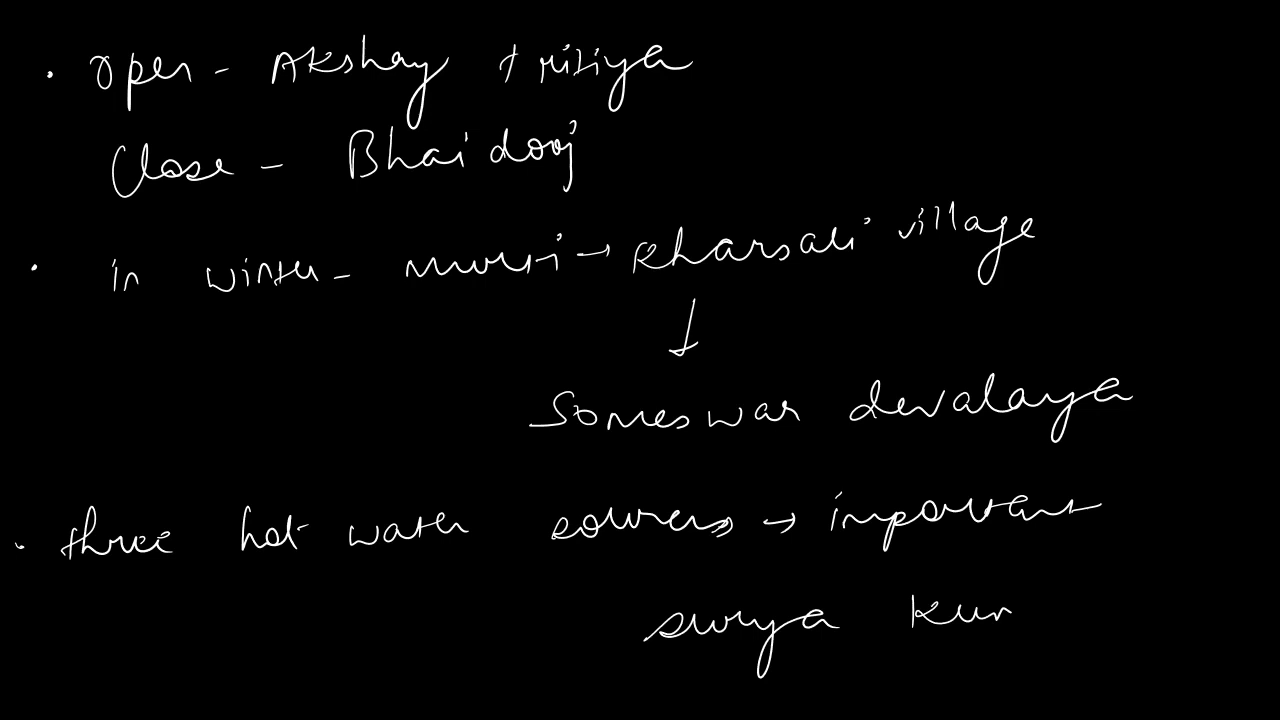 • open - Akshay tritiya
Close - Bhai dooj
• in winter - murti → Kharsali village
↓
Someswar devalaya
• three hot water sources → important
surya Kun